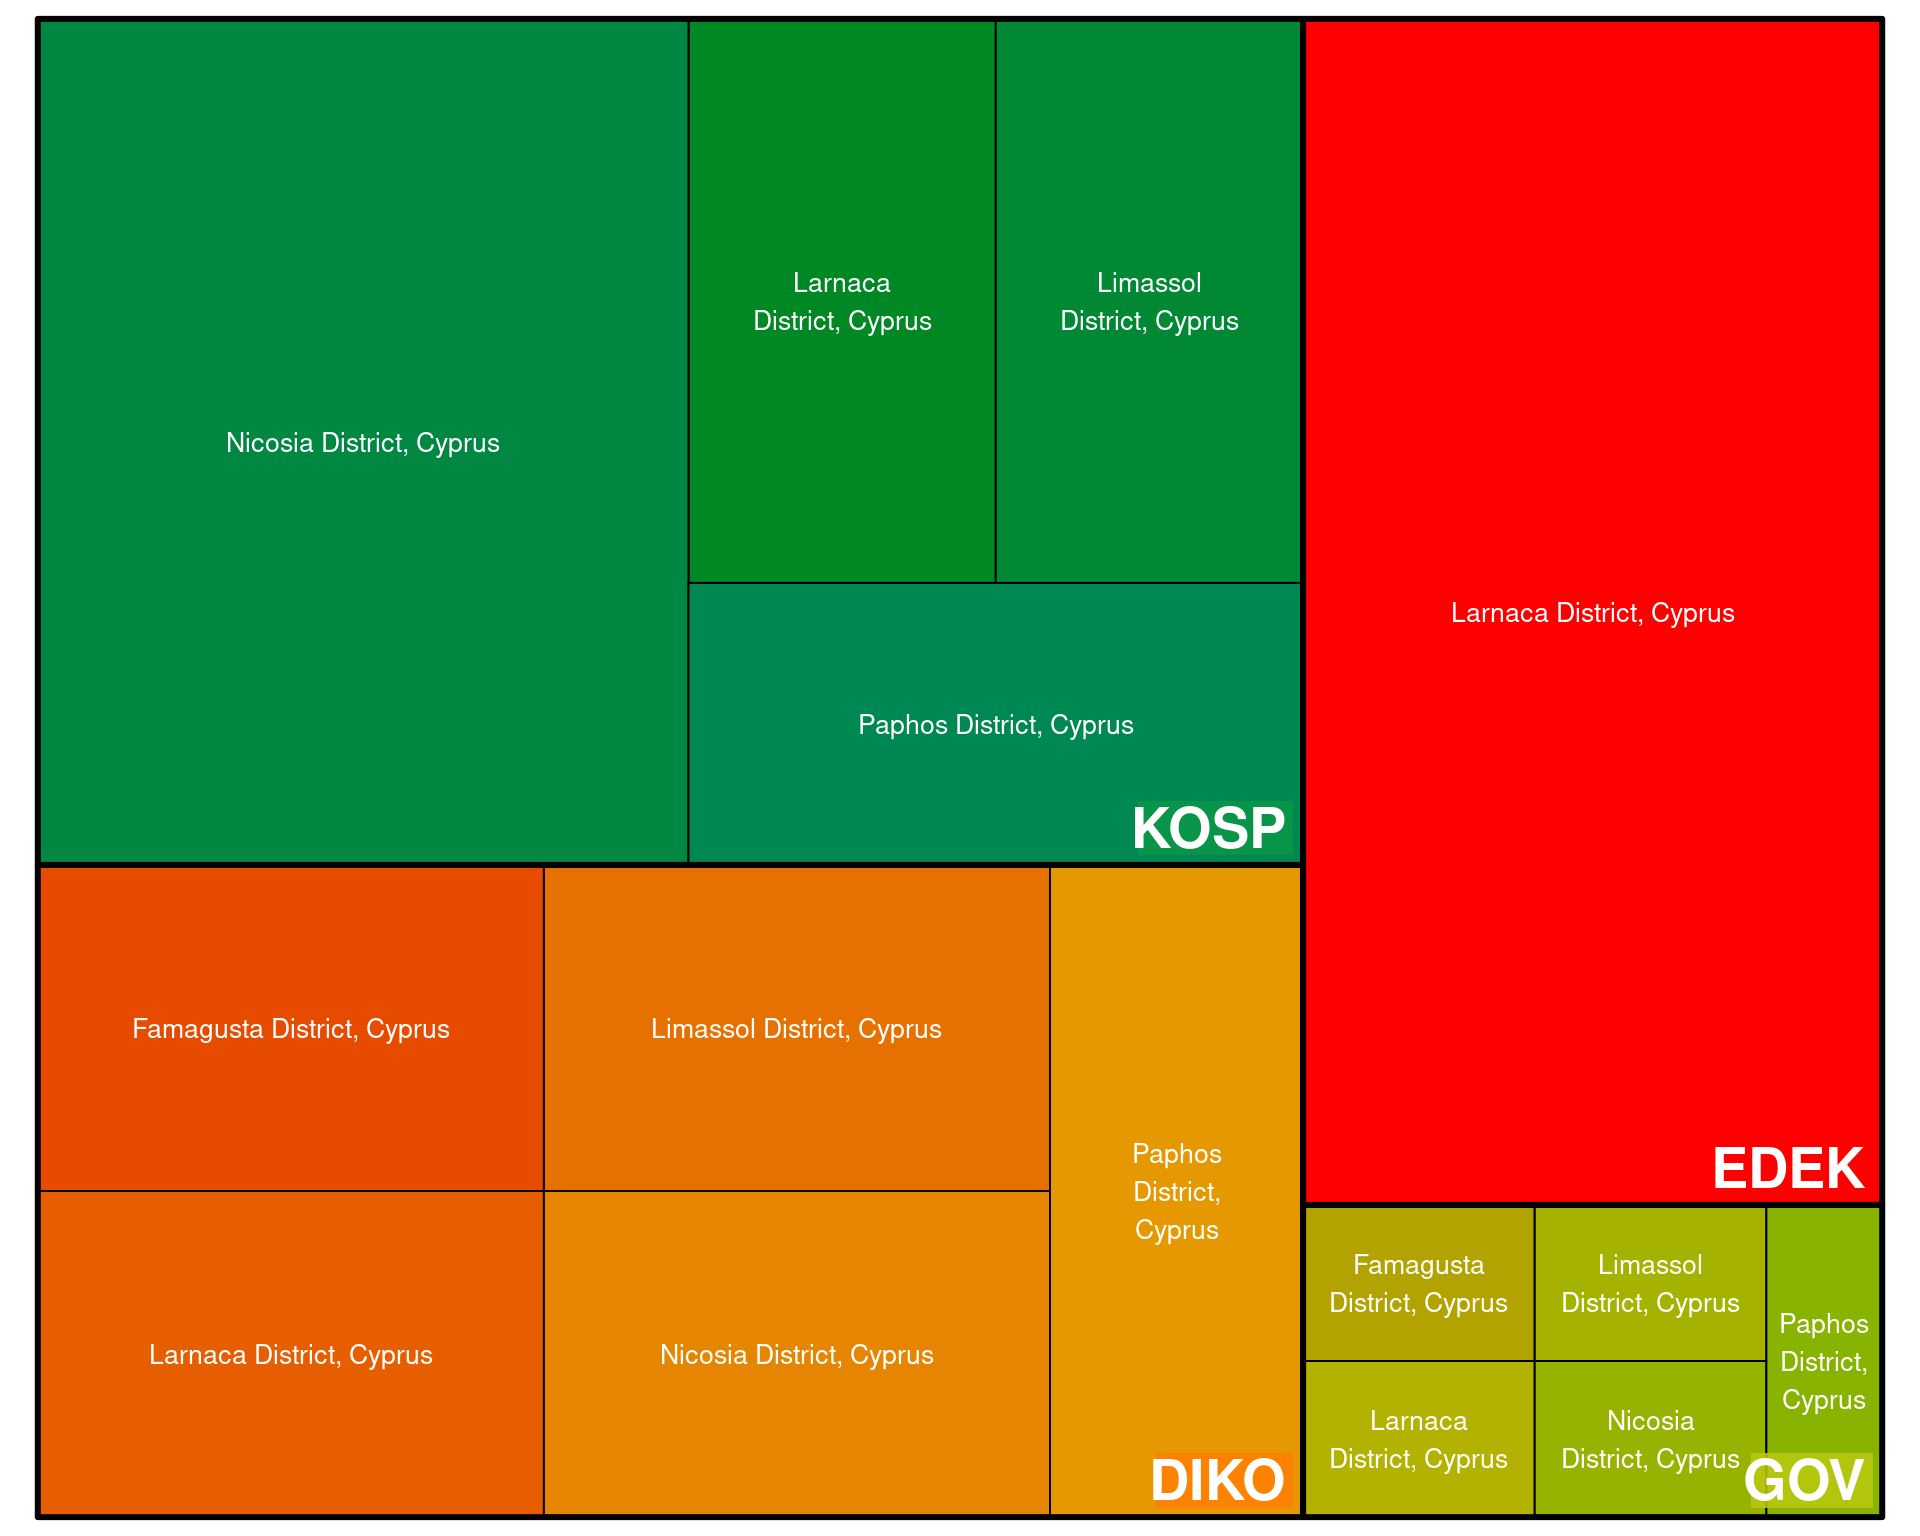 Nicosia District, Cyprus
Larnaca
District, Cyprus
Limassol
District, Cyprus
Paphos District, Cyprus
KOSP
Larnaca District, Cyprus
EDEK
Famagusta District, Cyprus
Limassol District, Cyprus
Larnaca District, Cyprus
Nicosia District, Cyprus
Paphos
District,
Cyprus
DIKO
Famagusta
District, Cyprus
Limassol
District, Cyprus
Larnaca
District, Cyprus
Nicosia
District, Cyprus
Paphos
District,
Cyprus
GOV